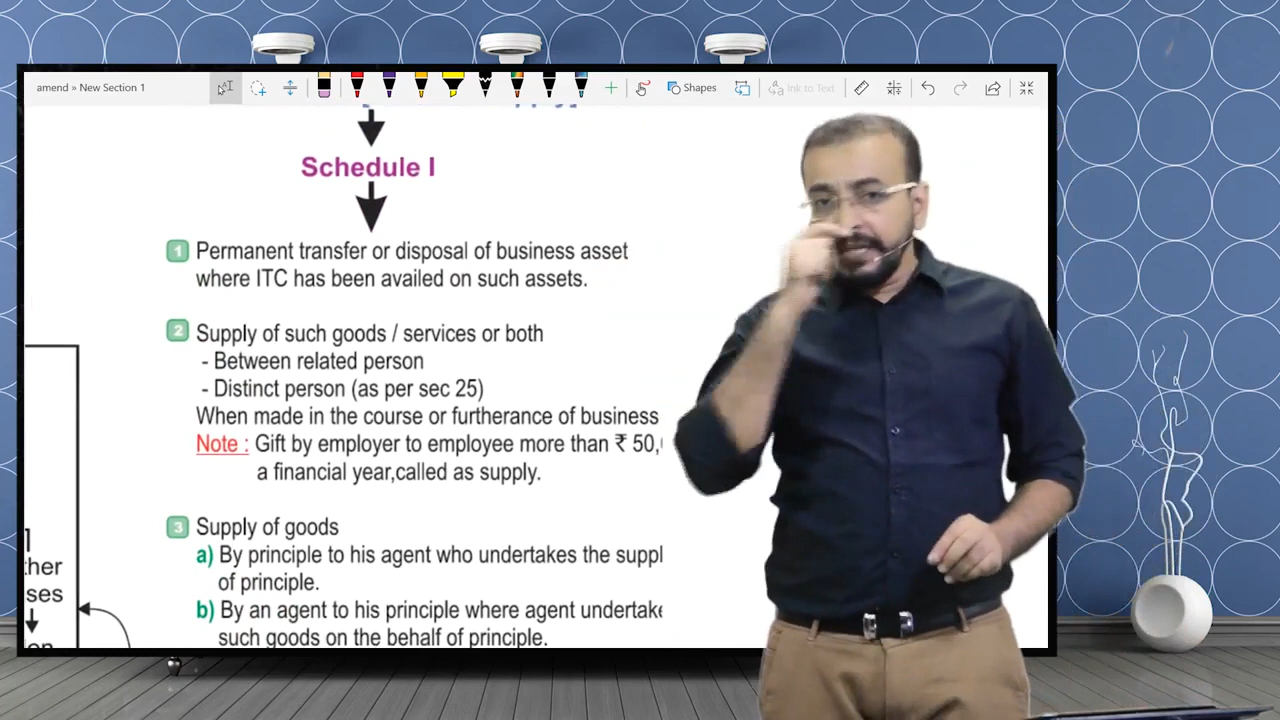 amend » New Section 1
Shapes
Ink to Text
Schedule I
1 Permanent transfer or disposal of business asset
where ITC has been availed on such assets.
2 Supply of such goods / services or both
- Between related person
- Distinct person (as per sec 25)
When made in the course or furtherance of business
Note : Gift by employer to employee more than ₹ 50,
a financial year,called as supply.
3 Supply of goods
a) By principle to his agent who undertakes the
of principle.
b) By an agent to his principle where agent
such goods on the behalf of principle.